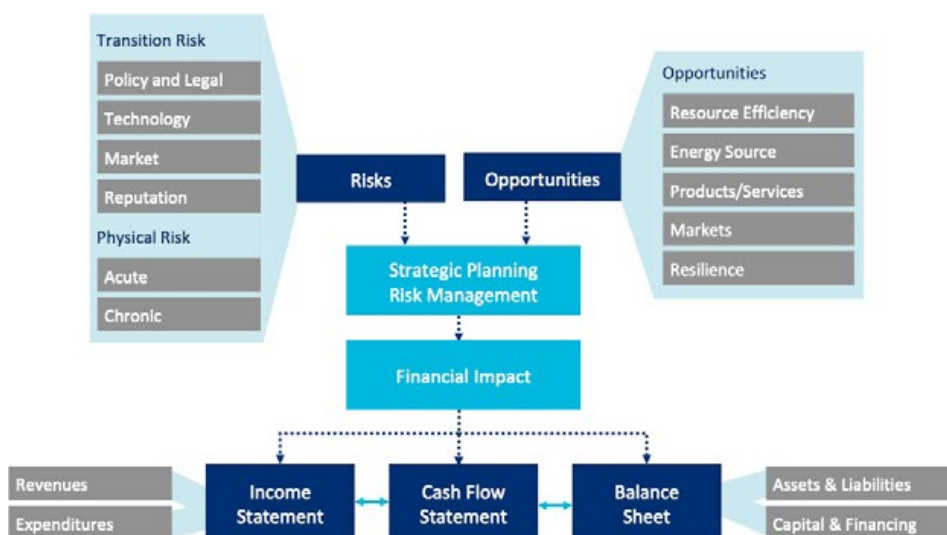 Transition Risk
Policy and Legal
Technology
Market
Reputation
Physical Risk
Acute
Chronic
Risks
Opportunities
Opportunities
Resource Efficiency
Energy Source
Products/Services
Markets
Resilience
Strategic Planning
Risk Management
Financial Impact
Revenues
Expenditures
Income
Statement
Cash Flow
Statement
Balance
Sheet
Assets & Liabilities
Capital & Financing